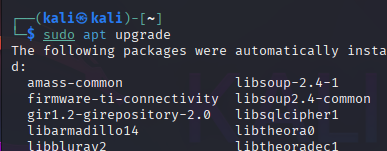 (kali㉿kali)-[~]
$ sudo apt upgrade
The following packages were automatically insta
d:
amass-common libsoup-2.4-1
firmware-ti-connectivity libsoup2.4-common
gir1.2-girepository-2.0 libsqlcipher1
libarmadillo14 libtheora0
libbluray2 libtheoradec1